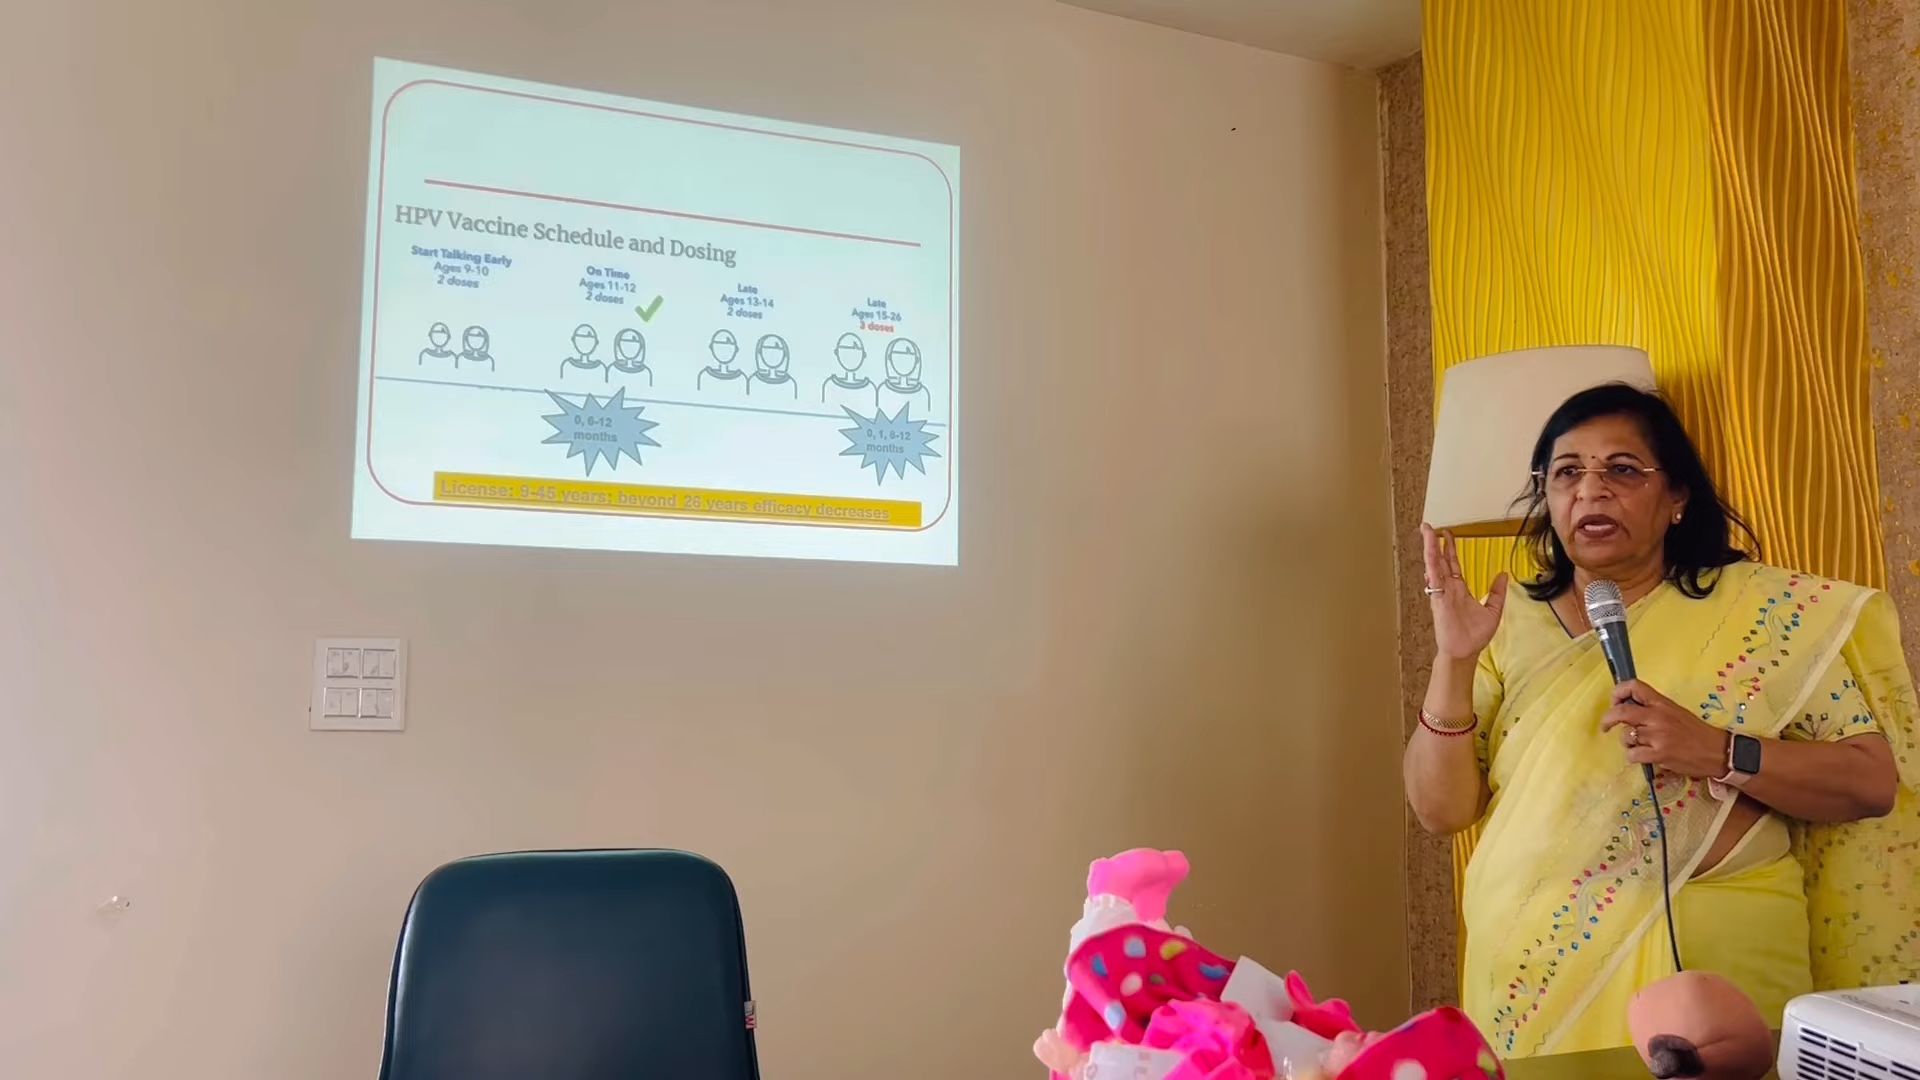 HPV Vaccine Schedule and Dosing
Start Talking Early
Ages 9-10
2 doses
On Time
Ages 11-12
2 doses
Late
Ages 13-14
2 doses
Late
Ages 15-26
3 doses
0, 6-12
months
0, 1, 6-12
months
License: 9-45 years; beyond 26 years efficacy decreases